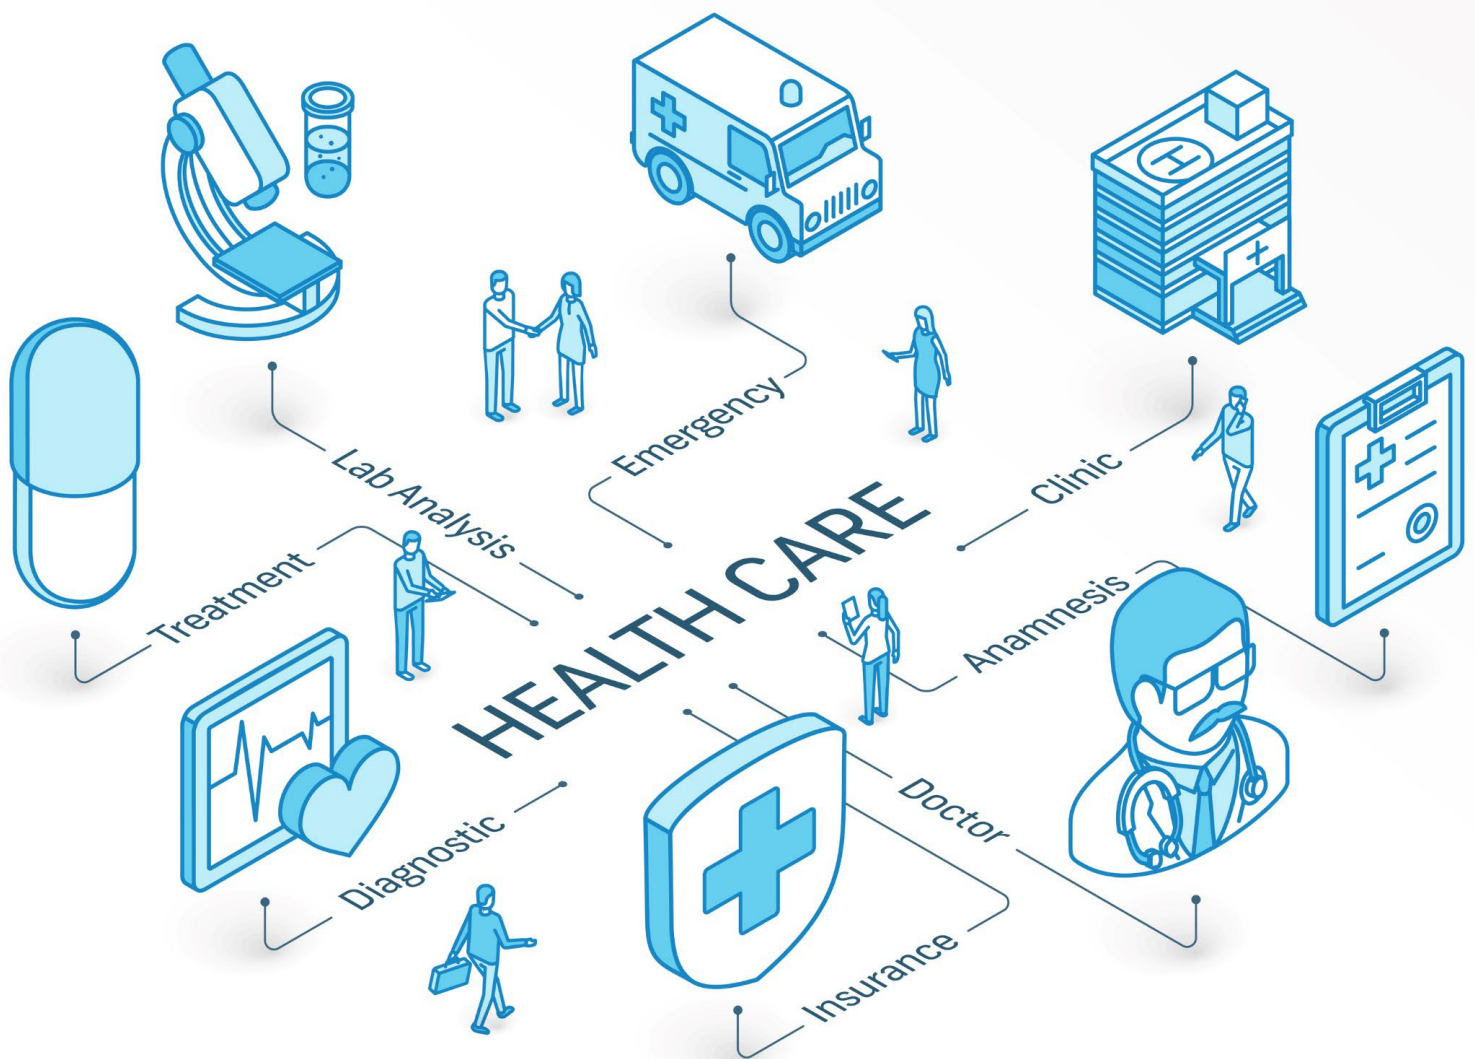 Emergency
Lab Analysis
Clinic
HEALTH CARE
Treatment
Anamnesis
Diagnostic
Doctor
Insurance
H